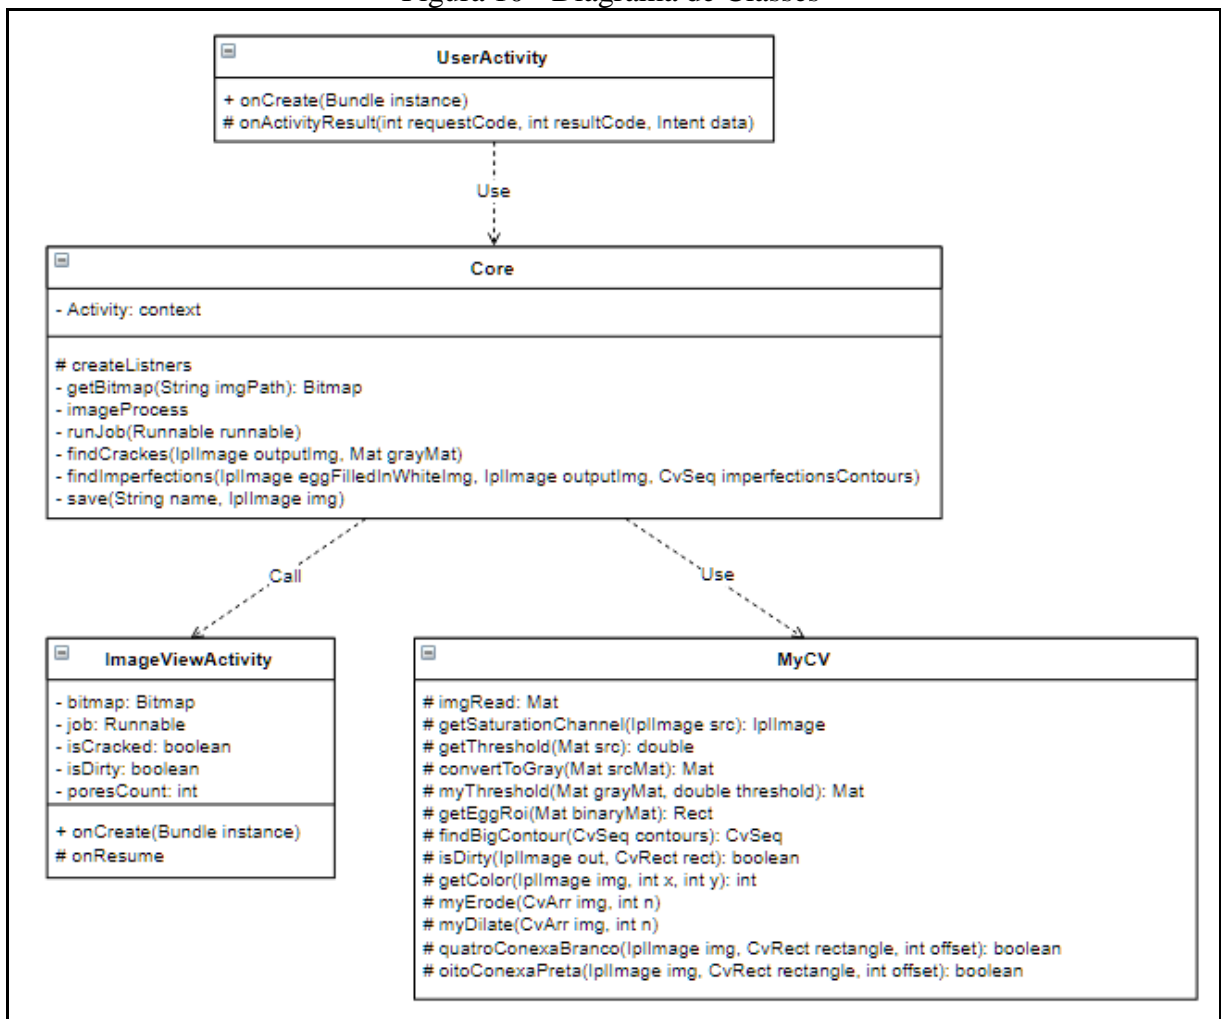 Figura 10 - Diagrama de Classes
UserActivity
+ onCreate(Bundle instance)
# onActivityResult(int requestCode, int resultCode, Intent data)
Use
Core
- Activity: context
# createListners
- getBitmap(String imgPath): Bitmap
- imageProcess
- runJob(Runnable runnable)
- findCrackes(IplImage outputImg, Mat grayMat)
- findImperfections(IplImage eggFilledInWhiteImg, IplImage outputImg, CvSeq imperfectionsContours)
- save(String name, IplImage img)
Call
Use
ImageViewActivity
- bitmap: Bitmap
- job: Runnable
- isCracked: boolean
- isDirty: boolean
- poresCount: int
+ onCreate(Bundle instance)
# onResume
MyCV
# imgRead: Mat
# getSaturationChannel(IplImage src): IplImage
# getThreshold(Mat src): double
# convertToGray(Mat srcMat): Mat
# myThreshold(Mat grayMat, double threshold): Mat
# getEggRoi(Mat binaryMat): Rect
# findBigContour(CvSeq contours): CvSeq
# isDirty(IplImage out, CvRect rect): boolean
# getColor(IplImage img, int x, int y): int
# myErode(CvArr img, int n)
# myDilate(CvArr img, int n)
# quatroConexaBranco(IplImage img, CvRect rectangle, int offset): boolean
# oitoConexaPreta(IplImage img, CvRect rectangle, int offset): boolean